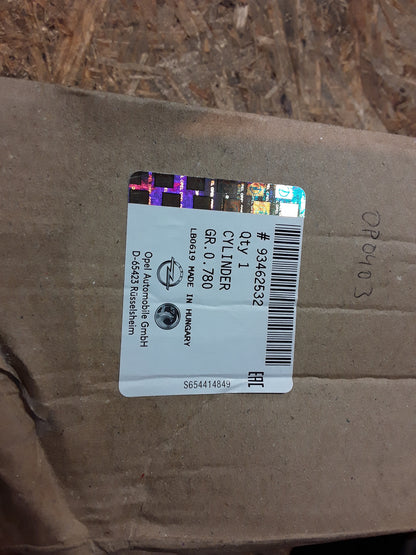 # 93462532
Qty 1
CYLINDER
GR.0.780
LB0619 MADE IN HUNGARY
Opel Automobile GmbH
D-65423 Rüsselsheim
EAC
S654414849
OP0403